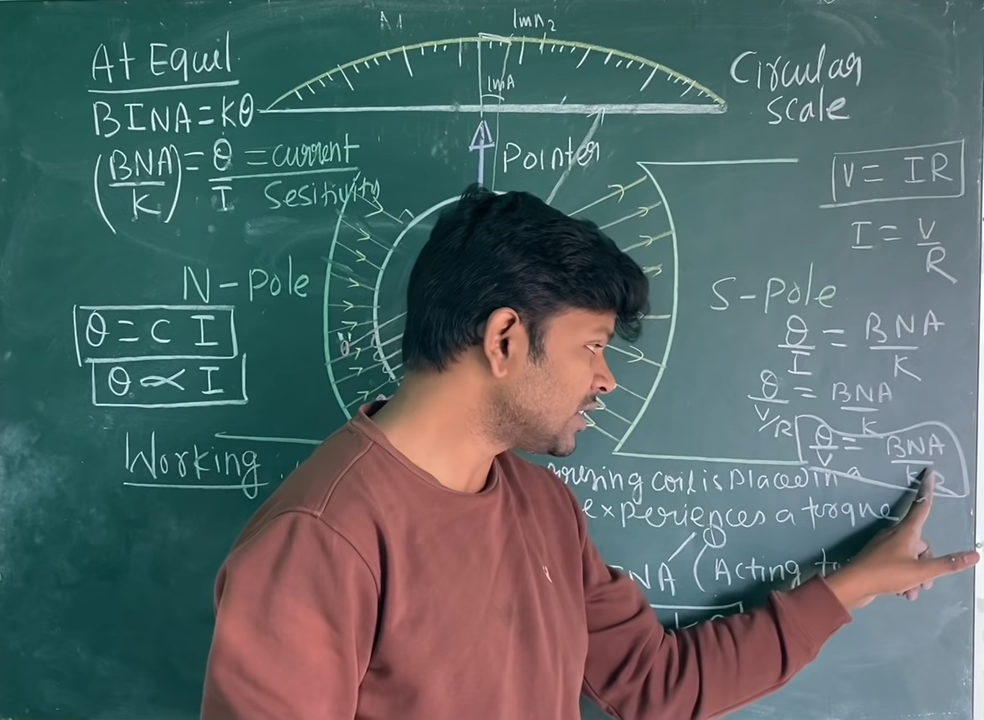 At Equil
BINA = Kθ
(BNA/K) = θ/I = current
Sesitivity
1mA
Pointer
Circular
scale
N-Pole
S-Pole
θ = C I
θ ∝ I
V = IR
I = V/R
θ/I = BNA/K
θ/V/R = BNA/K
θ/V = BNA/KR
Working
coil is placed in a
experiences a torque
(Acting